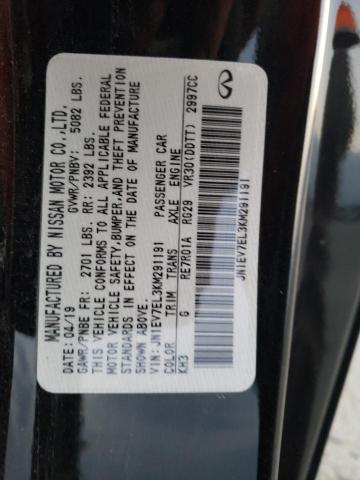 MANUFACTURED BY NISSAN MOTOR CO.,LTD.
DATE: 04/19 GVWR/PNBV: 5082 LBS.
GAWR/PNBE FR: 2701 LBS. RR: 2392 LBS.
THIS VEHICLE CONFORMS TO ALL APPLICABLE FEDERAL
MOTOR VEHICLE SAFETY,BUMPER,AND THEFT PREVENTION
STANDARDS IN EFFECT ON THE DATE OF MANUFACTURE
SHOWN ABOVE.
VIN: JN1EV7EL3KM291191 PASSENGER CAR
COLOR TRIM TRANS AXLE ENGINE
KH3 G RE7R01A RG29 VR30(DDTT) 2997CC
JN1EV7EL3KM291191